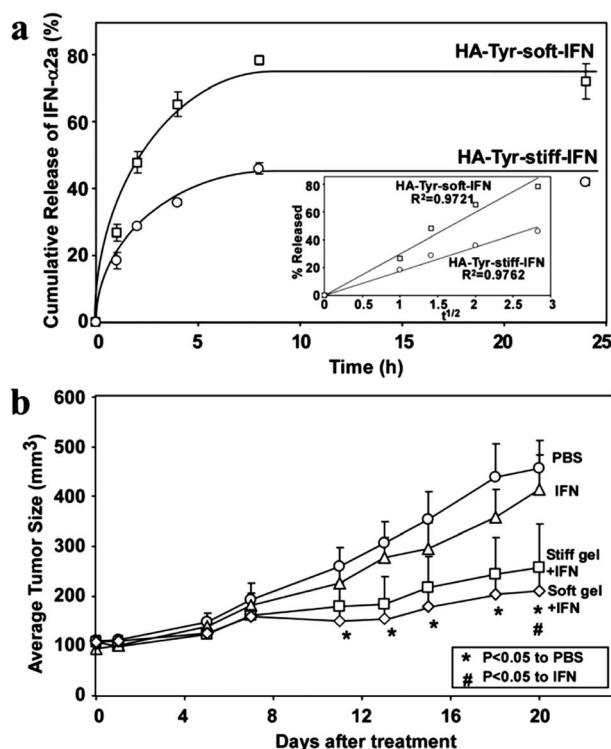 a
Cumulative Release of IFN-α2a (%)
80
60
40
20
0
HA-Tyr-soft-IFN
HA-Tyr-stiff-IFN
% Released
80
60
40
20
0
HA-Tyr-soft-IFN
R²=0.9721
HA-Tyr-stiff-IFN
R²=0.9762
0 0.5 1 1.5 2 2.5 3
t1/2
0 5 10 15 20 25
Time (h)
b
Average Tumor Size (mm³)
600
500
400
300
200
100
0
PBS
IFN
Stiff gel
+IFN
Soft gel
+IFN
* * * * *
#
* P<0.05 to PBS
# P<0.05 to IFN
0 4 8 12 16 20
Days after treatment